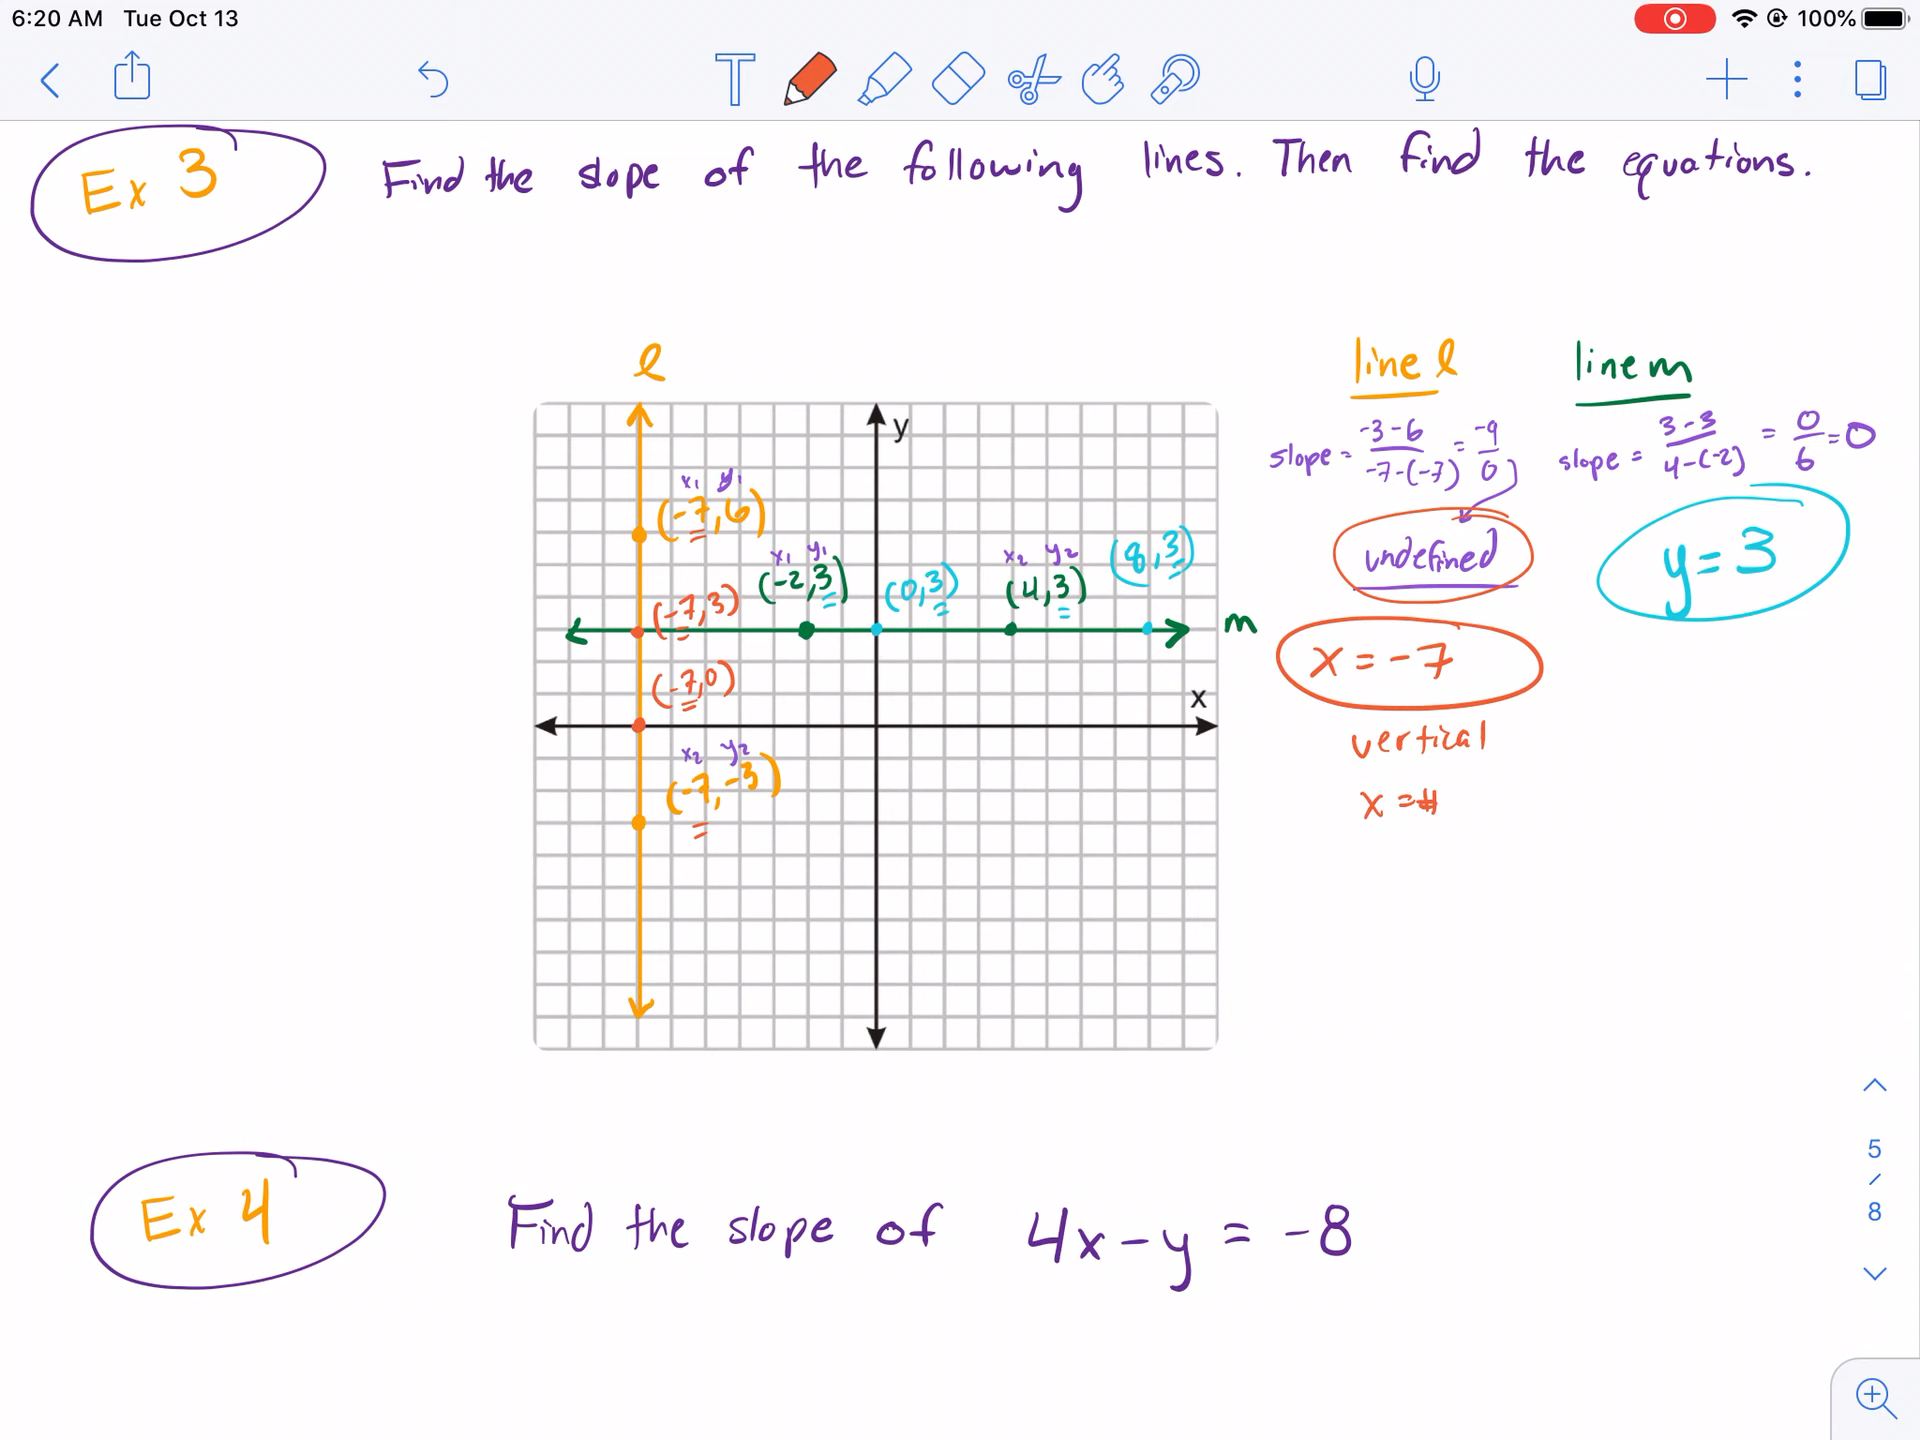 6:20 AM Tue Oct 13
100%
Ex 3
Find the slope of the following lines. Then find the equations.
l
line l
line m
y
slope = -3-6/-7-(-7) = -9/0
slope = 3-3/4-(-2) = 0/6 = 0
x₁ y₁
(-7,6)
undefined
y = 3
x₁ y₁
(-2,3)
(0,3)
x₂ y₂
(4,3)
(8,3)
(-7,3)
m
x = -7
(-7,0)
x
vertical
x₂ y₂
(-7,-3)
x = #
5
/
8
Ex 4
Find the slope of 4x - y = -8